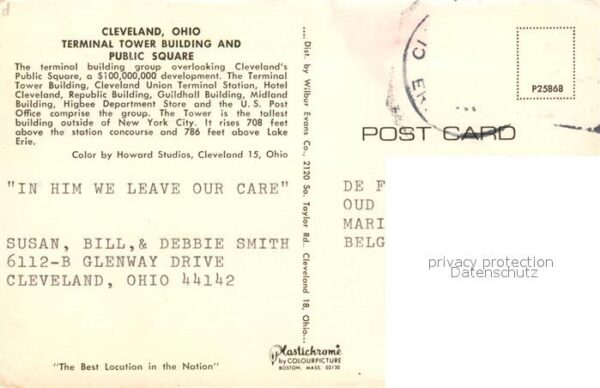 CLEVELAND, OHIO
TERMINAL TOWER BUILDING AND
PUBLIC SQUARE
The terminal building group overlooking Cleveland's
Public Square, a $100,000,000 development. The Terminal
Tower Building, Cleveland Union Terminal Station, Hotel
Cleveland, Republic Building, Guildhall Building, Midland
Building, Higbee Department Store and the U. S. Post
Office comprise the group. The Tower is the tallest
building outside of New York City. It rises 708 feet
above the station concourse and 786 feet above Lake
Erie.
Color by Howard Studios, Cleveland 15, Ohio
"IN HIM WE LEAVE OUR CARE"
SUSAN, BILL,& DEBBIE SMITH
6112-B GLENWAY DRIVE
CLEVELAND, OHIO 44142
"The Best Location in the Nation"
.... Dist. by Wilbur Evans Co., 2120 So. Taylor Rd. Cleveland 18, Ohio...
Plastichrome
by COLOURPICTURE
BOSTON, MASS. 02130
P25868
POST CARD
DE F
OUD
MARI
BELG
privacy protection
Datenschutz